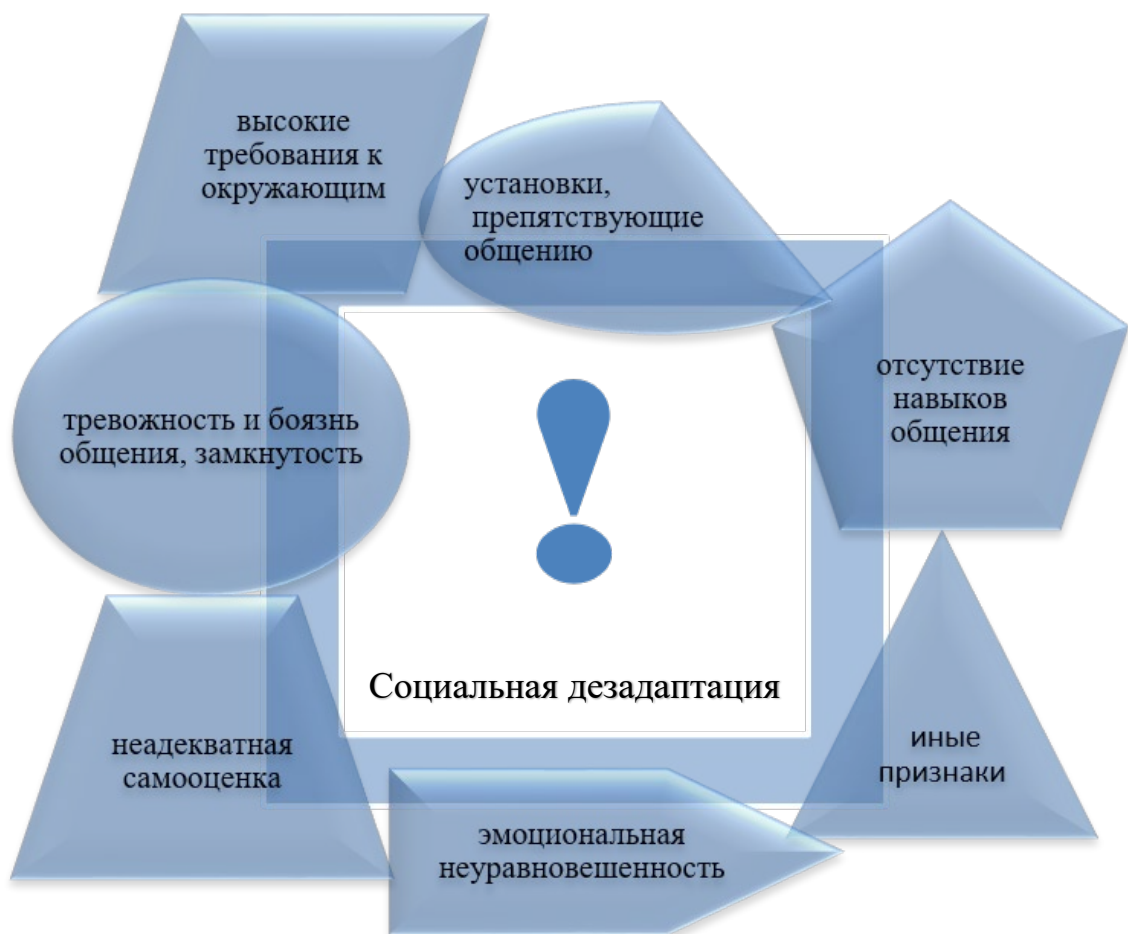 высокие
требования к
окружающим
установки,
препятствующие
общению
отсутствие
навыков
общения
тревожность и боязнь
общения, замкнутость
Социальная дезадаптация
неадекватная
самооценка
иные
признаки
эмоциональная
неуравновешенность